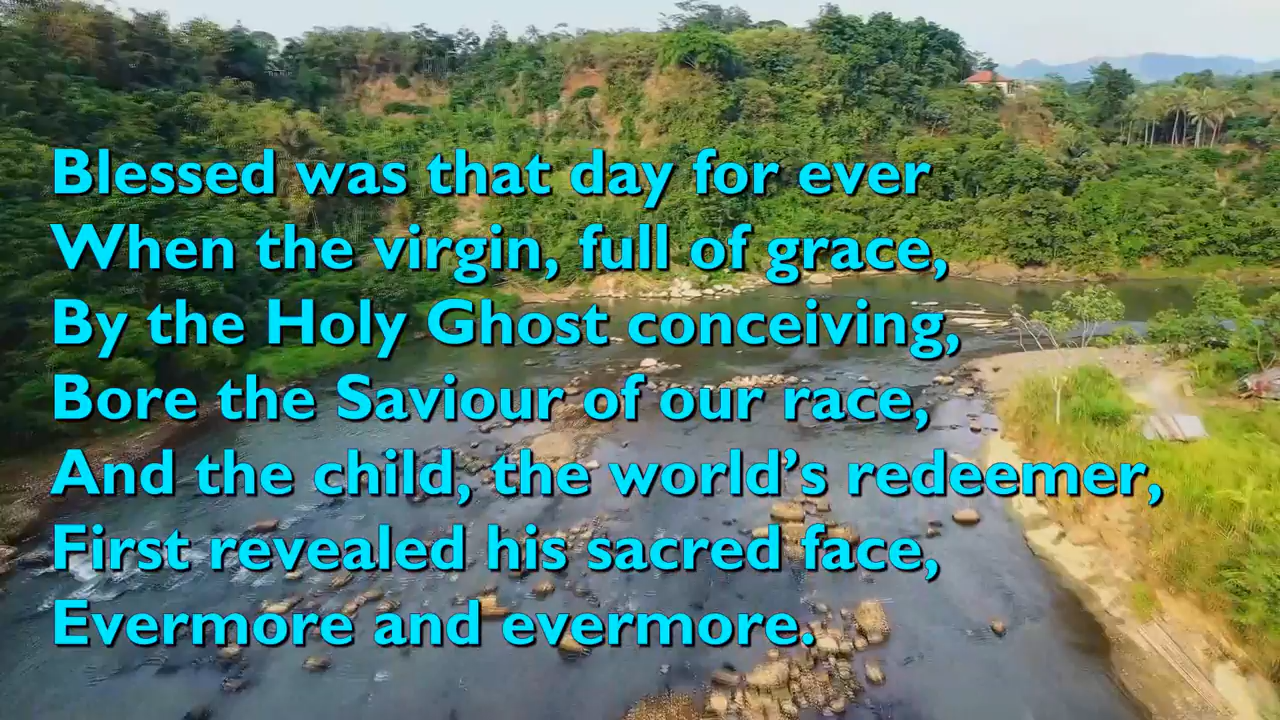 Blessed was that day for ever
When the virgin, full of grace,
By the Holy Ghost conceiving,
Bore the Saviour of our race,
And the child, the world’s redeemer,
First revealed his sacred face,
Evermore and evermore.